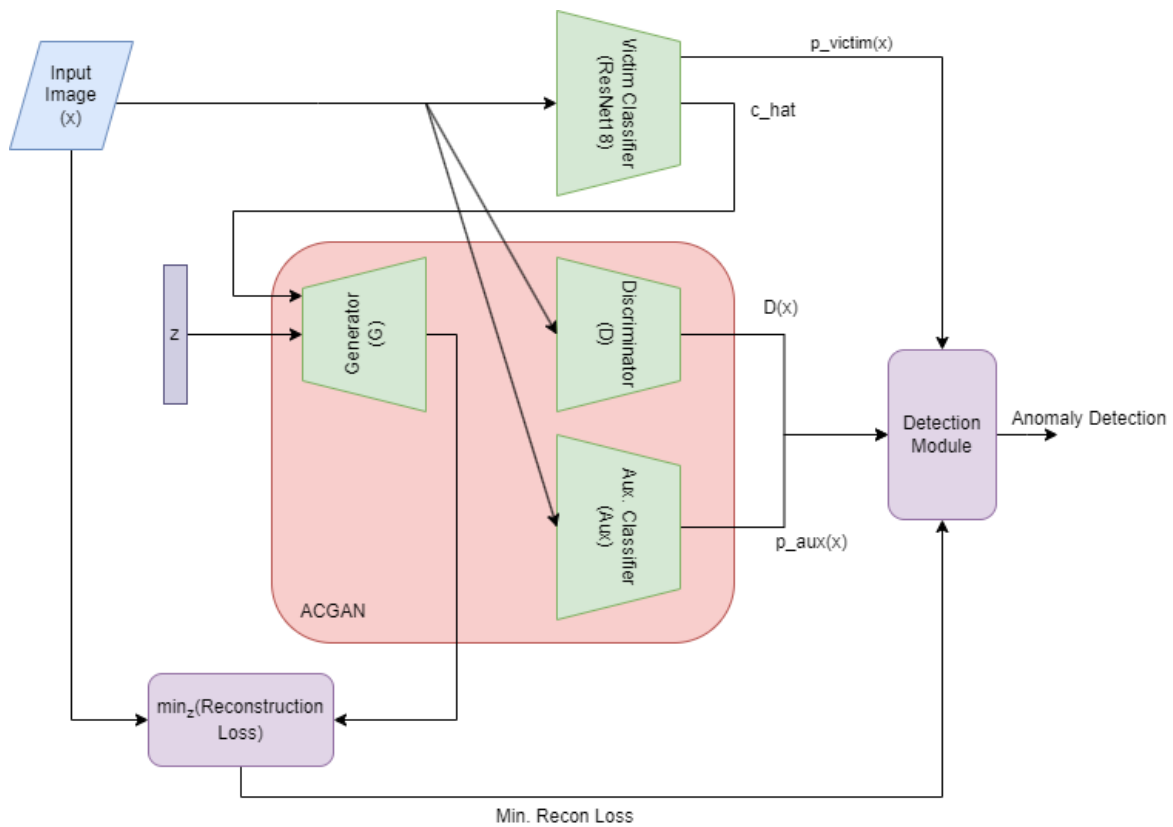 Input
Image
(x)
Victim Classifier
(ResNet18)
p_victim(x)
c_hat
z
Generator
(G)
Discriminator
(D)
D(x)
Aux. Classifier
(Aux)
p_aux(x)
ACGAN
Detection
Module
Anomaly Detection
min_z(Reconstruction
Loss)
Min. Recon Loss